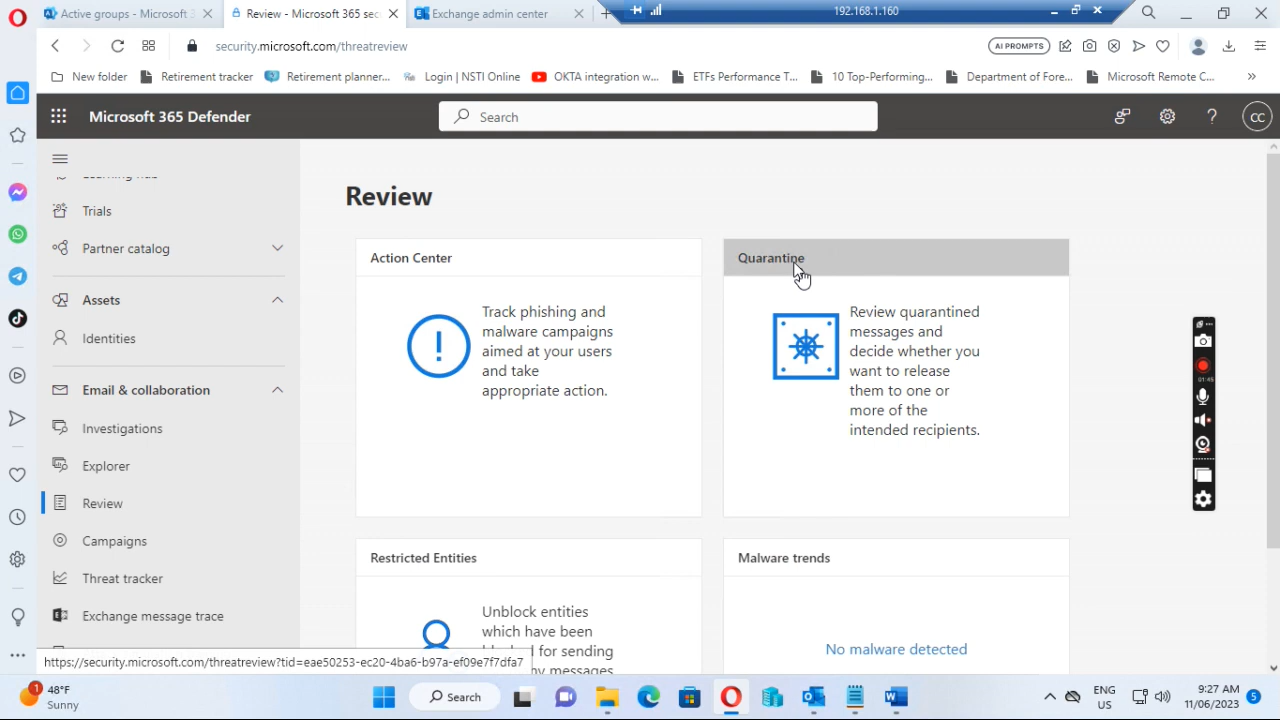 Active groups - Microsoft 3
Review - Microsoft 365 sec
Exchange admin center
192.168.1.160
security.microsoft.com/threatreview
AI PROMPTS
New folder
Retirement tracker
Retirement planner...
Login | NSTI Online
OKTA integration w...
ETFs Performance T...
10 Top-Performing...
Department of Fore...
Microsoft Remote C...
Microsoft 365 Defender
Search
CC
Trials
Partner catalog
Assets
Identities
Email & collaboration
Investigations
Explorer
Review
Campaigns
Threat tracker
Exchange message trace
Review
Action Center
Track phishing and
malware campaigns
aimed at your users
and take
appropriate action.
Quarantine
Review quarantined
messages and
decide whether you
want to release
them to one or
more of the
intended recipients.
Restricted Entities
Unblock entities
which have been
for sending
messages
Malware trends
No malware detected
01:45
https://security.microsoft.com/threatreview?tid=eae50253-ec20-4ba6-b97a-ef09e7f7dfa7
1
48°F
Sunny
Search
ENG
US
9:27 AM
11/06/2023
5